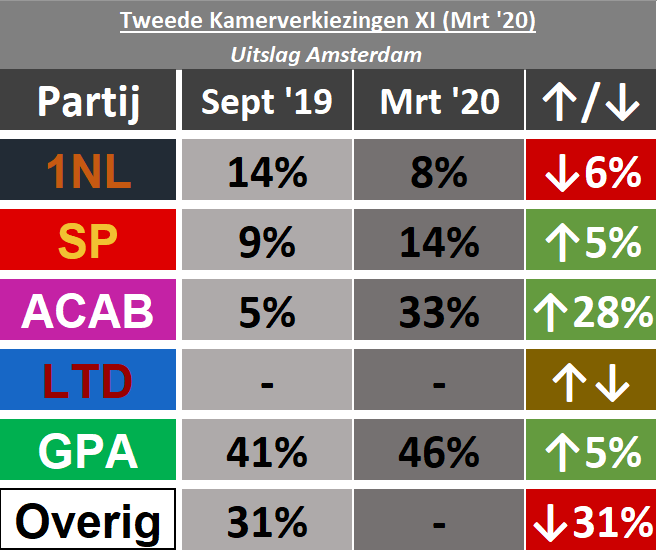 Tweede Kamerverkiezingen XI (Mrt '20)
Uitslag Amsterdam
Partij Sept '19 Mrt '20 ↑/↓
1NL 14% 8% ↓6%
SP 9% 14% ↑5%
ACAB 5% 33% ↑28%
LTD - - ↑↓
GPA 41% 46% ↑5%
Overig 31% - ↓31%